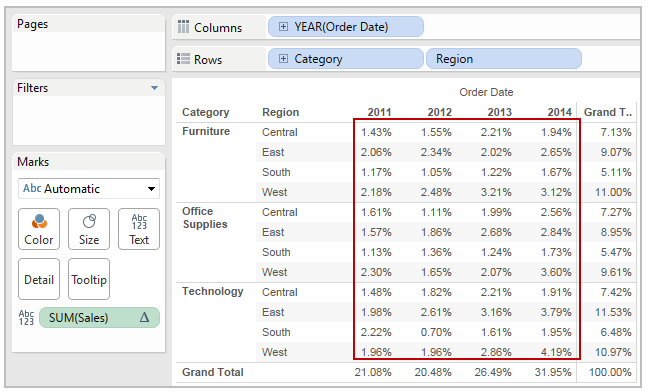 Pages
Columns
YEAR(Order Date)
Rows
Category
Region
Filters
Marks
Abc Automatic
Color
Size
Abc
123
Text
Detail
Tooltip
Abc
123
SUM(Sales) Δ
Order Date
Category Region 2011 2012 2013 2014 Grand T..
Furniture Central 1.43% 1.55% 2.21% 1.94% 7.13%
East 2.06% 2.34% 2.02% 2.65% 9.07%
South 1.17% 1.05% 1.22% 1.67% 5.11%
West 2.18% 2.48% 3.21% 3.12% 11.00%
Office
Supplies
Central 1.61% 1.11% 1.99% 2.56% 7.27%
East 1.57% 1.86% 2.68% 2.84% 8.95%
South 1.13% 1.36% 1.24% 1.73% 5.47%
West 2.30% 1.65% 2.07% 3.60% 9.61%
Technology Central 1.48% 1.82% 2.21% 1.91% 7.42%
East 1.98% 2.61% 3.16% 3.79% 11.53%
South 2.22% 0.70% 1.61% 1.95% 6.48%
West 1.96% 1.96% 2.86% 4.19% 10.97%
Grand Total 21.08% 20.48% 26.49% 31.95% 100.00%